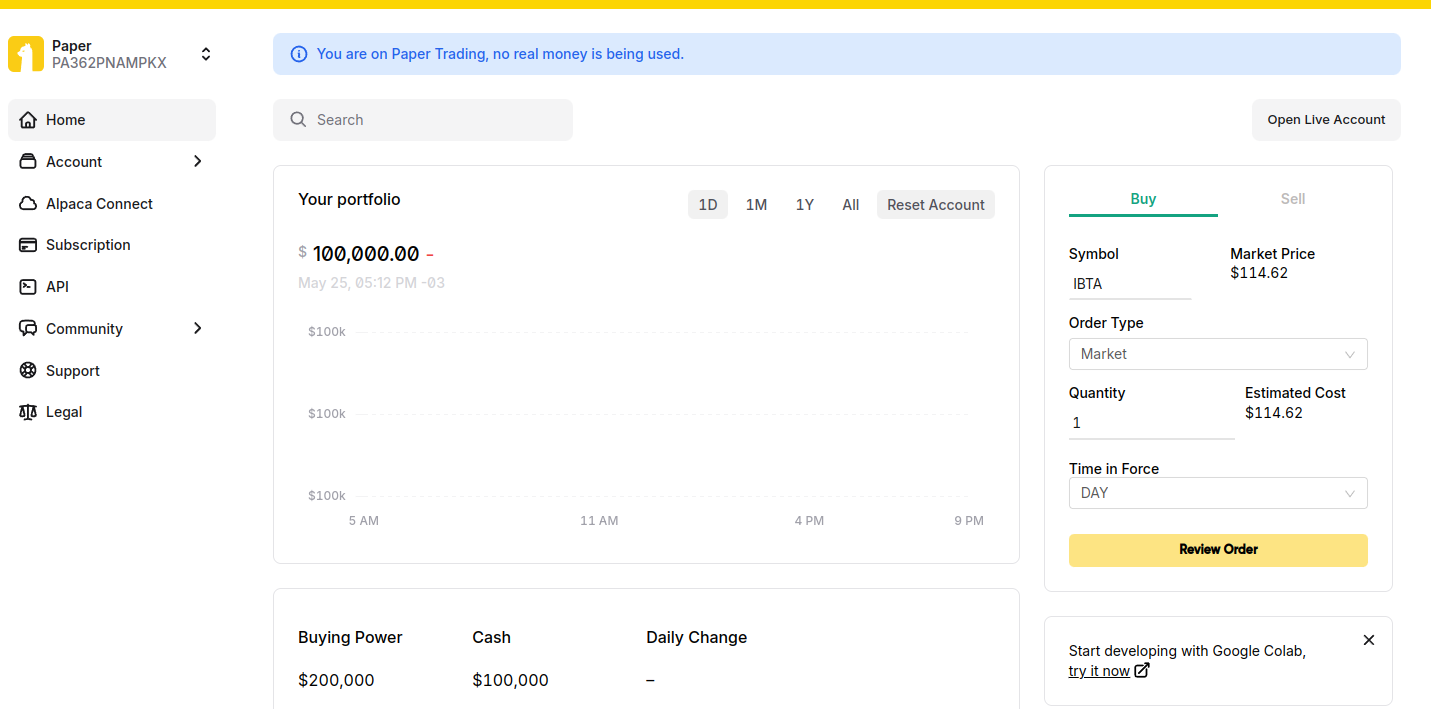 Paper
PA362PNAMPKX
Home
Account
Alpaca Connect
Subscription
API
Community
Support
Legal
You are on Paper Trading, no real money is being used.
Search
Open Live Account
Your portfolio
1D 1M 1Y All Reset Account
$ 100,000.00 –
May 25, 05:12 PM -03
$100k
$100k
$100k
5 AM 11 AM 4 PM 9 PM
Buying Power Cash Daily Change
$200,000 $100,000 –
Buy Sell
Symbol Market Price
$114.62
IBTA
Order Type
Market
Quantity Estimated Cost
$114.62
1
Time in Force
DAY
Review Order
Start developing with Google Colab,
try it now